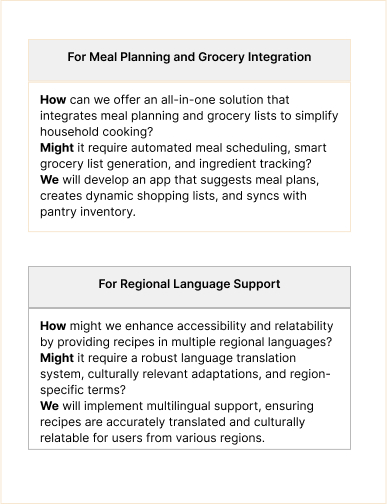 For Meal Planning and Grocery Integration
How can we offer an all-in-one solution that
integrates meal planning and grocery lists to simplify
household cooking?
Might it require automated meal scheduling, smart
grocery list generation, and ingredient tracking?
We will develop an app that suggests meal plans,
creates dynamic shopping lists, and syncs with
pantry inventory.
For Regional Language Support
How might we enhance accessibility and relatability
by providing recipes in multiple regional languages?
Might it require a robust language translation
system, culturally relevant adaptations, and region-
specific terms?
We will implement multilingual support, ensuring
recipes are accurately translated and culturally
relatable for users from various regions.